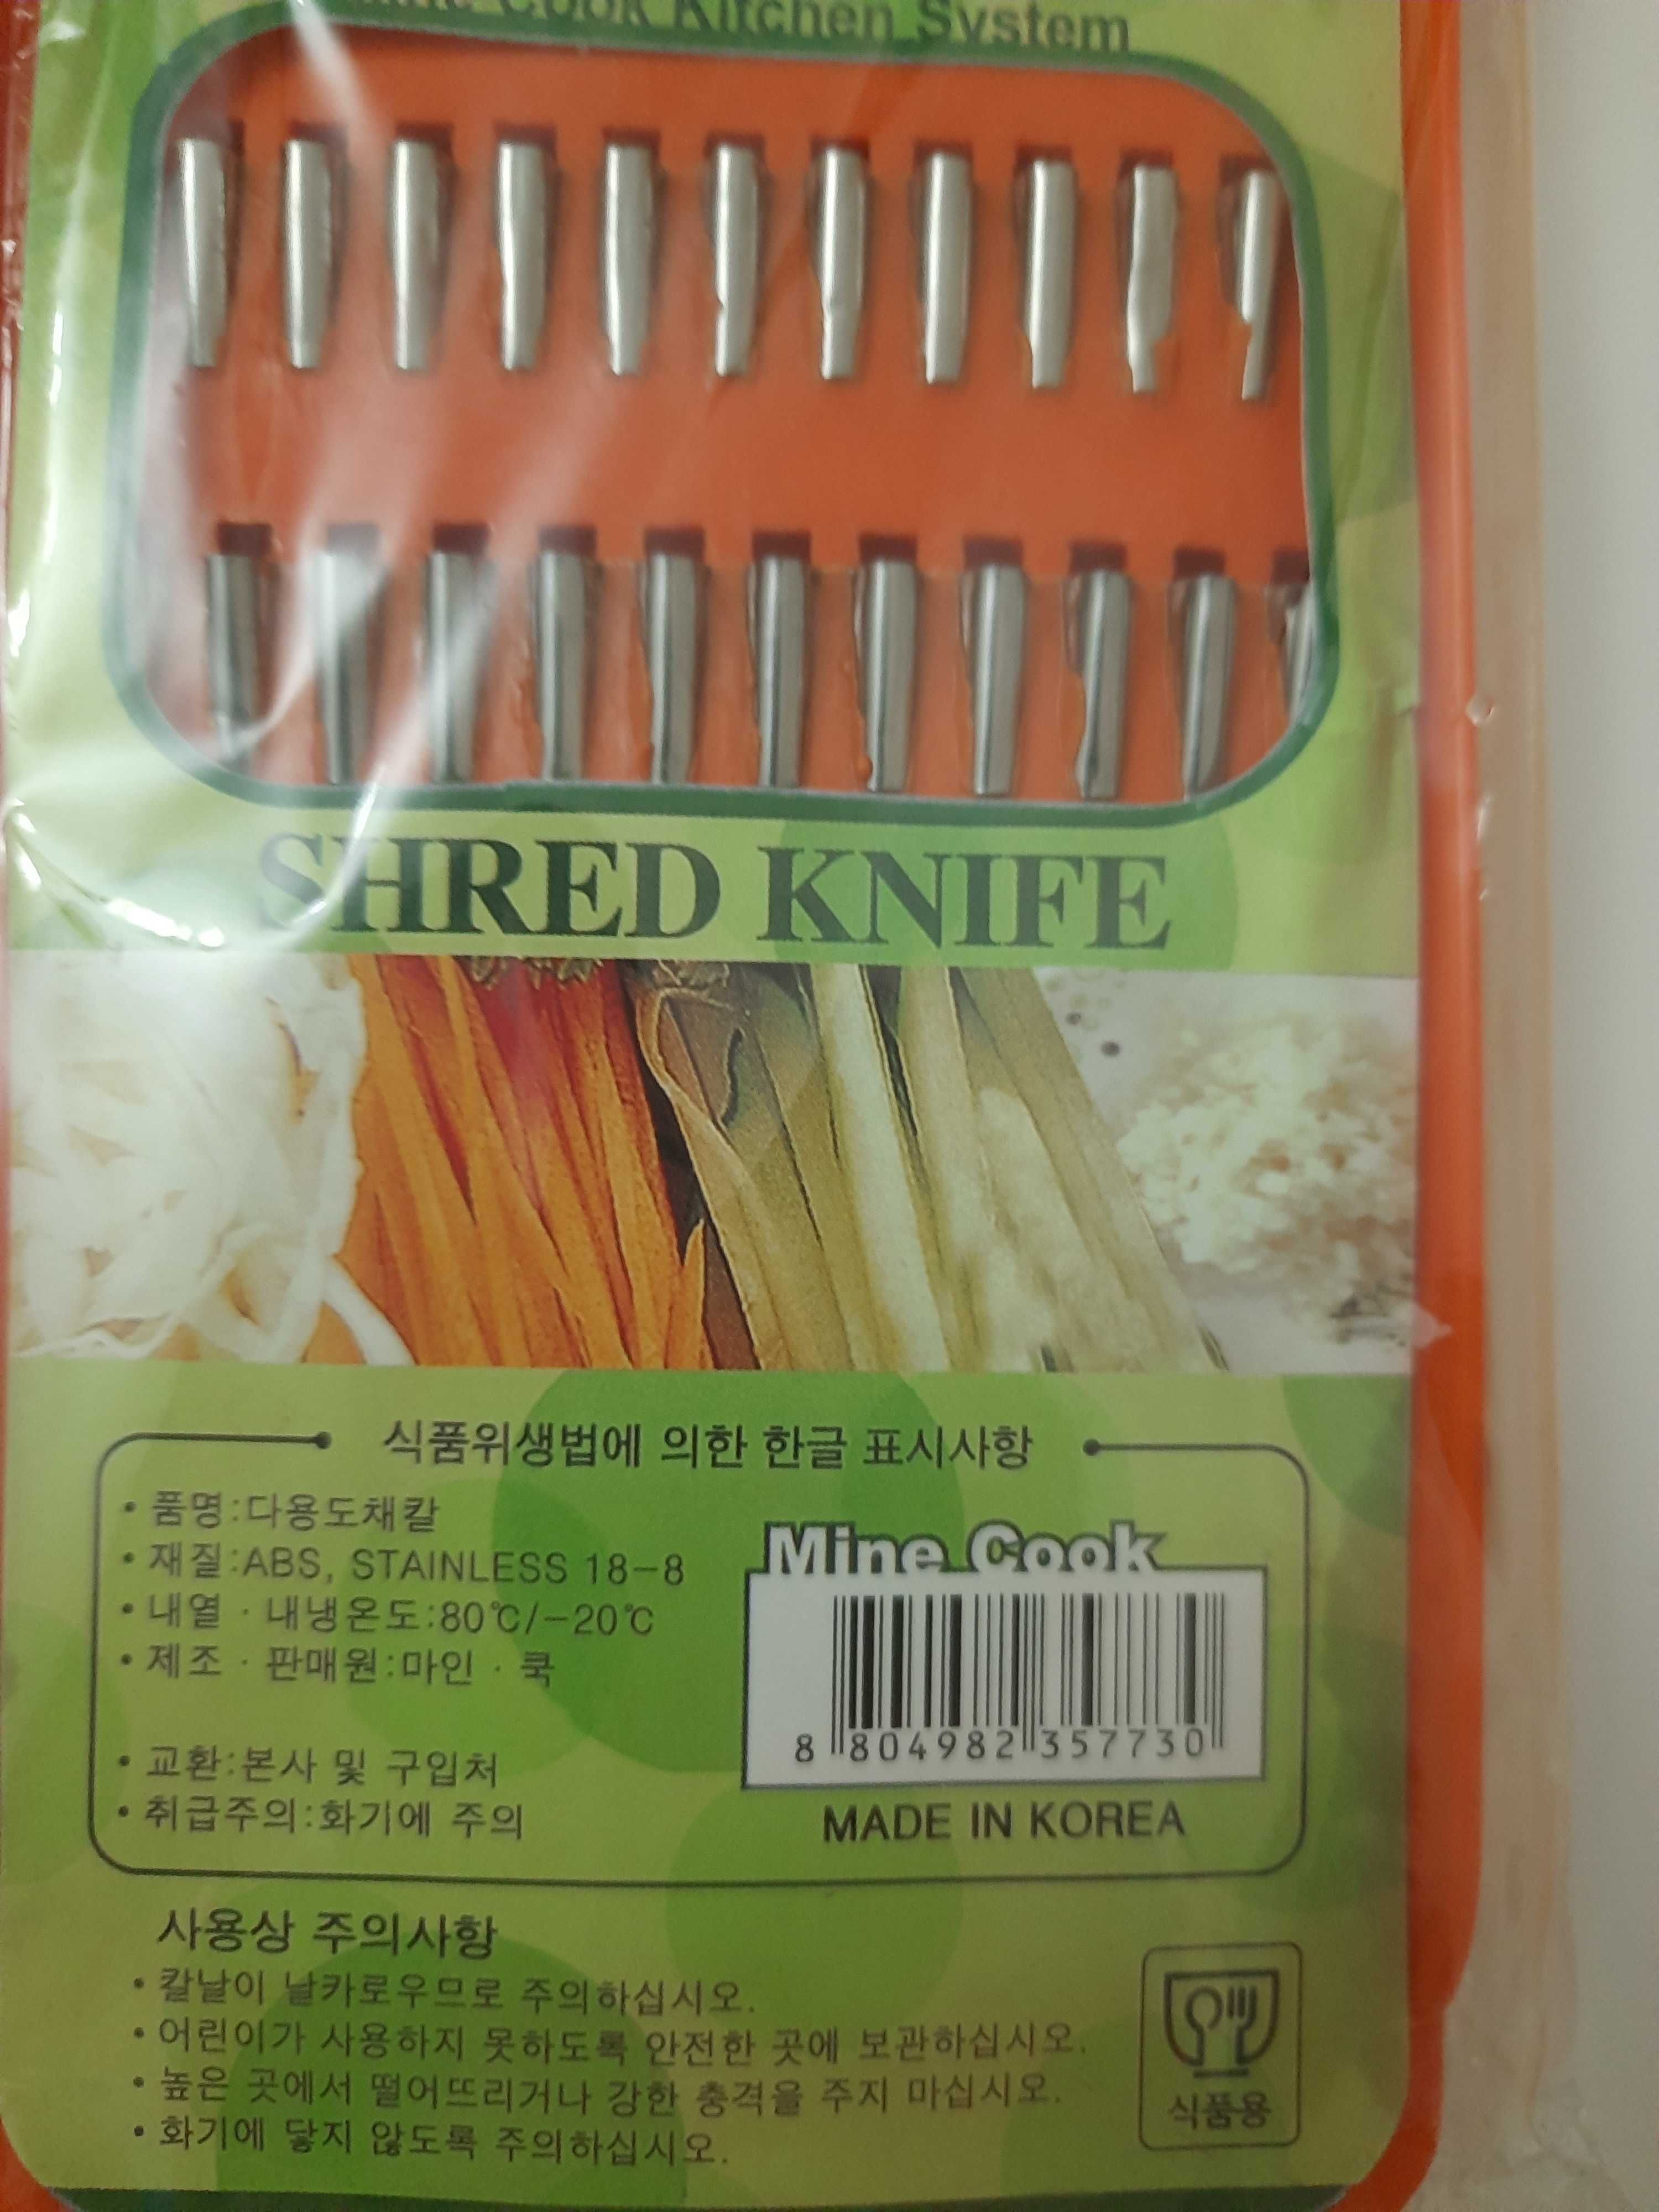 Cook Kitchen System
SHRED KNIFE
식품위생법에 의한 한글 표시사항
• 품명:다용도채칼
• 재질:ABS, STAINLESS 18-8
• 내열 · 내냉온도:80℃/-20℃
• 제조 · 판매원:마인 · 쿡
• 교환:본사 및 구입처
• 취급주의:화기에 주의
Mine Cook
8 804982 357730
MADE IN KOREA
사용상 주의사항
• 칼날이 날카로우므로 주의하십시오.
• 어린이가 사용하지 못하도록 안전한 곳에 보관하십시오.
• 높은 곳에서 떨어뜨리거나 강한 충격을 주지 마십시오.
• 화기에 닿지 않도록 주의하십시오.
식품용